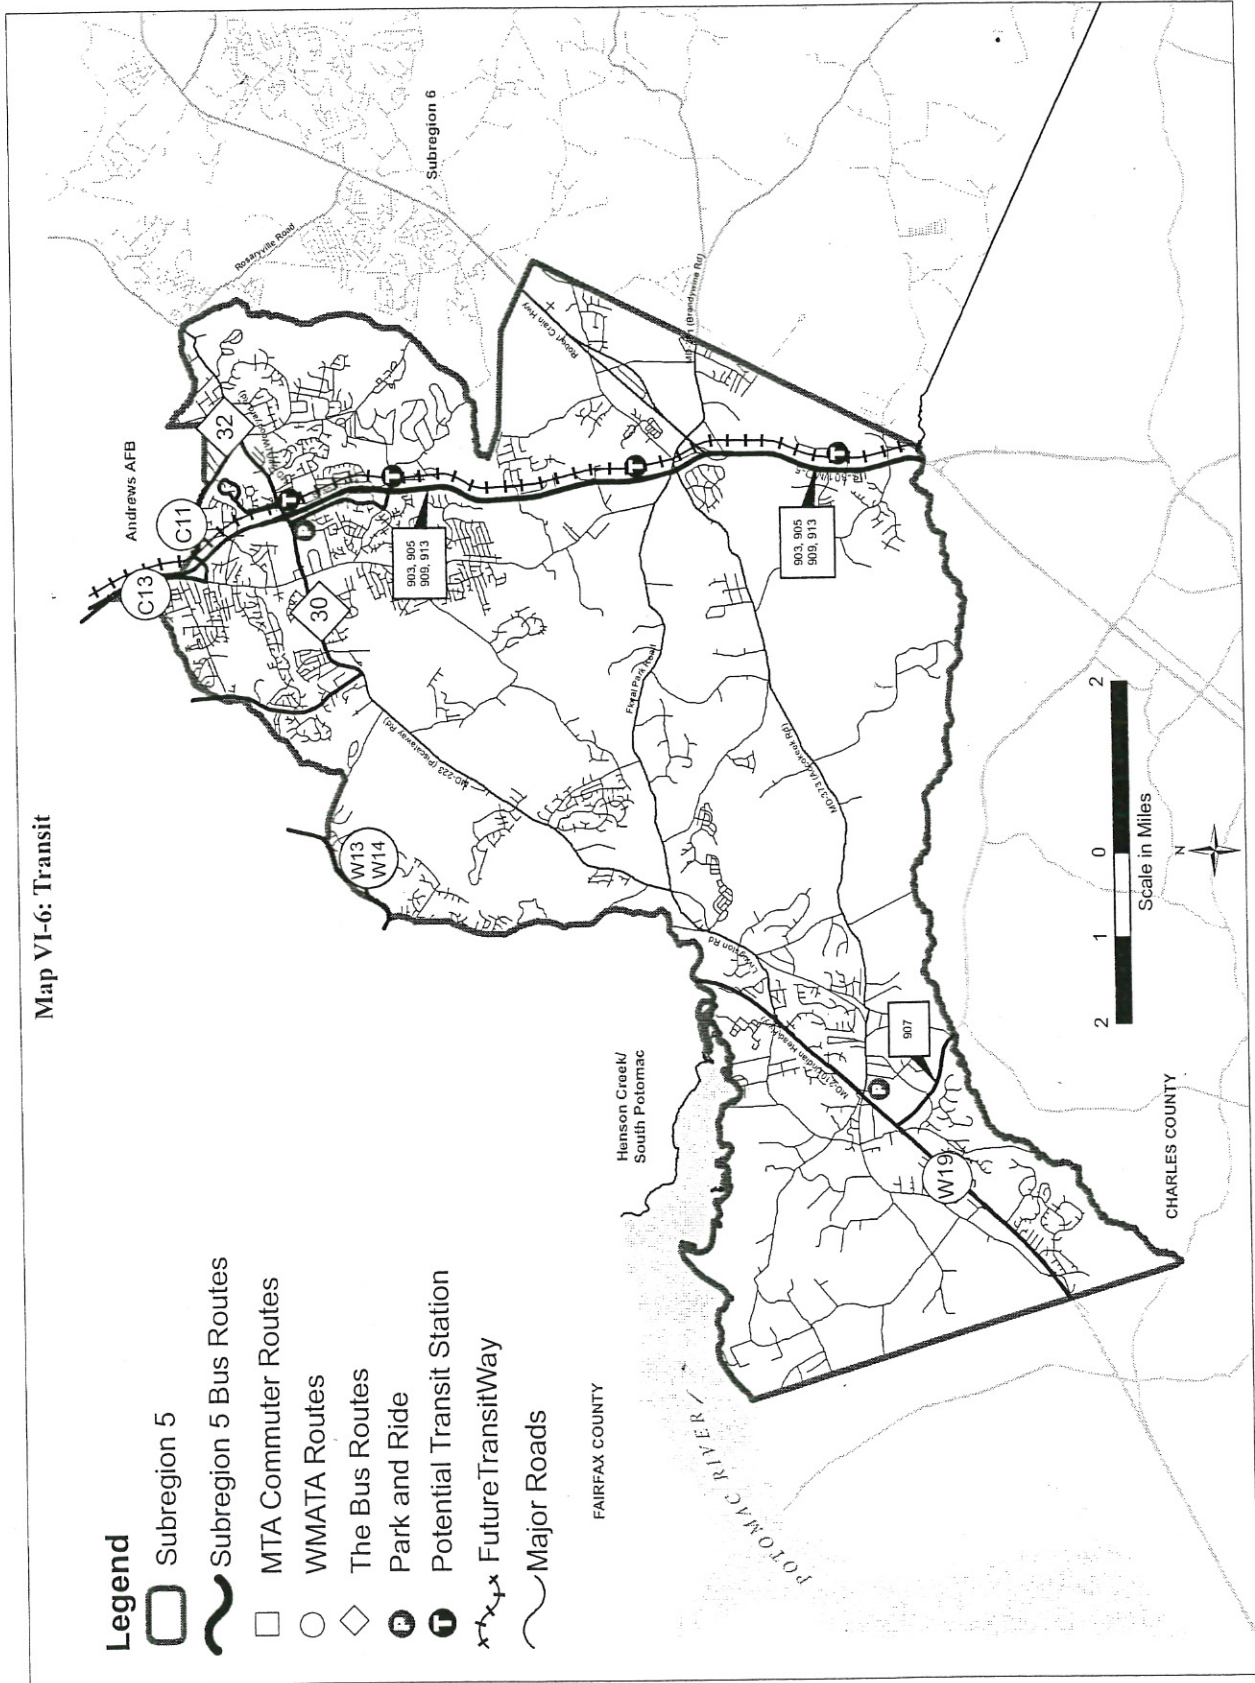 Map VI-6: Transit
Legend
Subregion 5
Subregion 5 Bus Routes
MTA Commuter Routes
WMATA Routes
The Bus Routes
P Park and Ride
T Potential Transit Station
FutureTransitWay
Major Roads
FAIRFAX COUNTY
POTOMAC RIVER
Henson Creek/
South Potomac
CHARLES COUNTY
W19
907
MD-210 (Indian Head
Livingston Rd
W13
W14
MD-223 (Piscataway Rd)
Floral Park Road
MD-373 (Accokeek Rd)
30
C13
C11
32
Andrews AFB
903, 905
909, 913
903, 905
909, 913
Robert Crain Hwy
(Brandywine Rd)
Rosaryville Road
Subregion 6
P
T
T
T
T
P
2
1
0
2
Scale in Miles
N